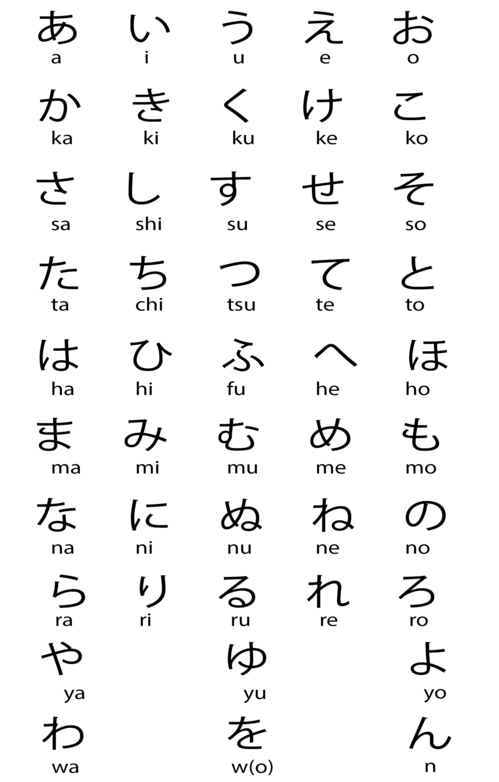 あ い う え お
a i u e o
か き く け こ
ka ki ku ke ko
さ し す せ そ
sa shi su se so
た ち つ て と
ta chi tsu te to
は ひ ふ へ ほ
ha hi fu he ho
ま み む め も
ma mi mu me mo
な に ぬ ね の
na ni nu ne no
ら り る れ ろ
ra ri ru re ro
や ゆ よ
ya yu yo
わ を ん
wa w(o) n